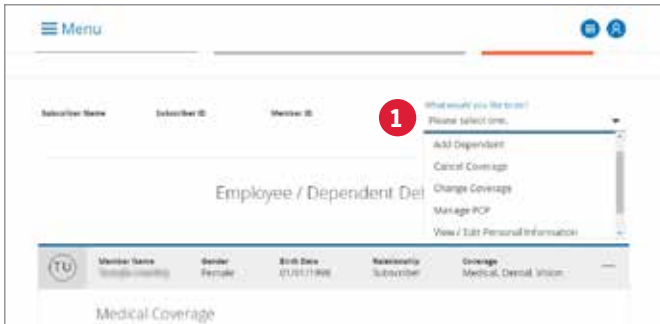 Menu
Subscriber Name Subscriber ID Member ID
1
What would you like to do?
Please select one.
Add Dependent
Cancel Coverage
Change Coverage
Manage PCP
View / Edit Personal Information
Employee / Dependent Det
TU
Member Name Gender Birth Date Relationship Coverage
Female 01/01/1990 Subscriber Medical, Dental, Vision
Medical Coverage